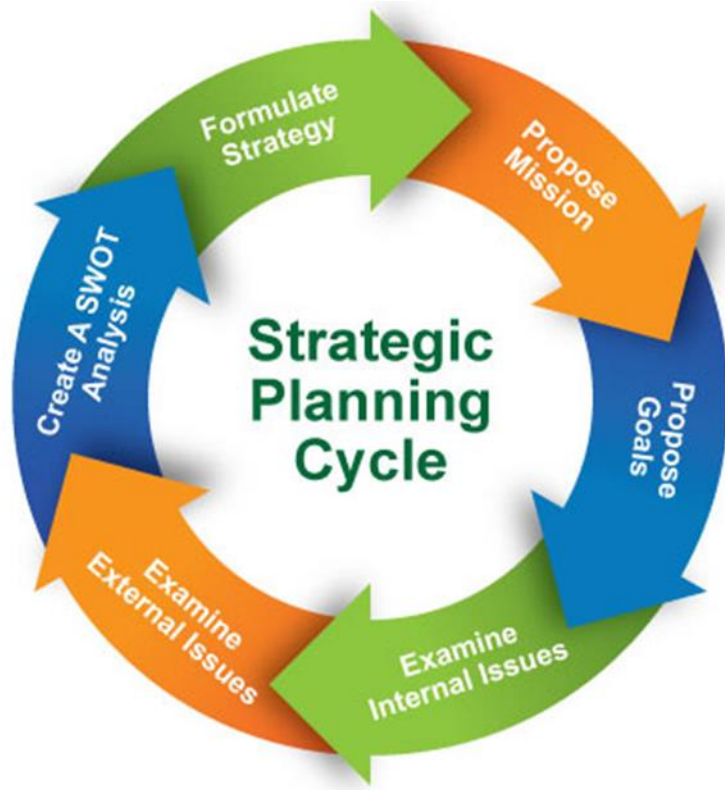 Strategic
Planning
Cycle
Formulate
Strategy
Propose
Mission
Propose
Goals
Examine
Internal Issues
Examine
External Issues
Create A SWOT
Analysis